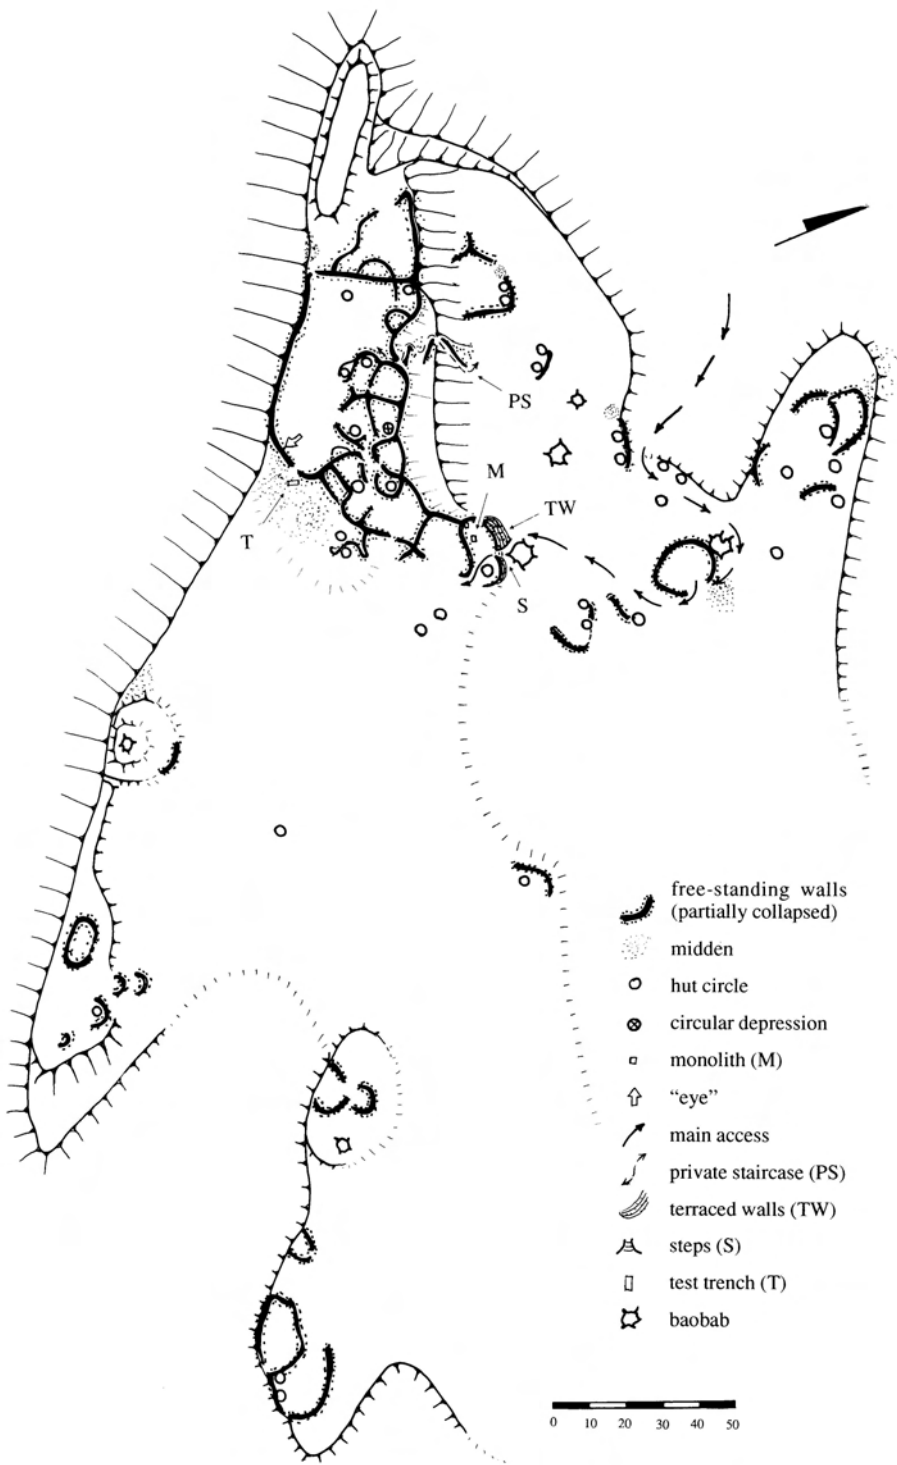 PS
M
TW
T
S
free-standing walls
(partially collapsed)
midden
hut circle
circular depression
monolith (M)
“eye”
main access
private staircase (PS)
terraced walls (TW)
steps (S)
test trench (T)
baobab
0 10 20 30 40 50